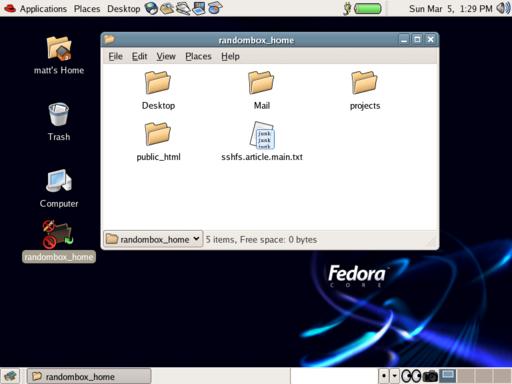 Applications Places Desktop
Sun Mar 5, 1:29 PM
randombox_home
File Edit View Places Help
matt's Home
Trash
Computer
randombox_home
Desktop
Mail
projects
public_html
junk
junk
junk
sshfs.article.main.txt
randombox_home
5 items, Free space: 0 bytes
Fedora
CORE
randombox_home